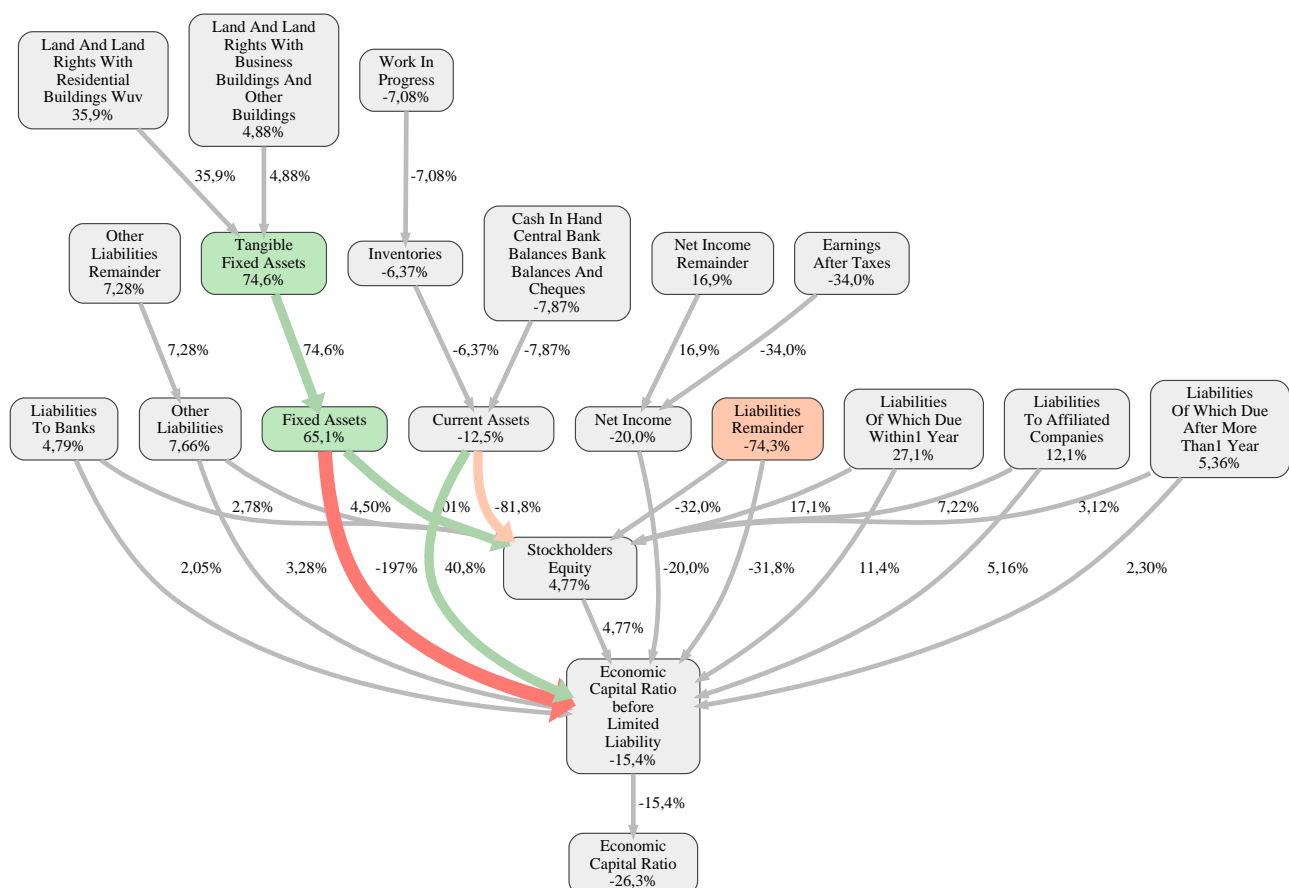 Land And Land
Rights With
Residential
Buildings Wuv
35,9%
Land And Land
Rights With
Business
Buildings And
Other
Buildings
4,88%
Work In
Progress
-7,08%
35,9%
4,88%
-7,08%
Other
Liabilities
Remainder
7,28%
Tangible
Fixed Assets
74,6%
Inventories
-6,37%
Cash In Hand
Central Bank
Balances Bank
Balances And
Cheques
-7,87%
Net Income
Remainder
16,9%
Earnings
After Taxes
-34,0%
7,28%
74,6%
-6,37%
-7,87%
16,9%
-34,0%
Liabilities
To Banks
4,79%
Other
Liabilities
7,66%
Fixed Assets
65,1%
Current Assets
-12,5%
Net Income
-20,0%
Liabilities
Remainder
-74,3%
Liabilities
Of Which Due
Within1 Year
27,1%
Liabilities
To Affiliated
Companies
12,1%
Liabilities
Of Which Due
After More
Than1 Year
5,36%
2,78%
4,50%
01%
-81,8%
-32,0%
17,1%
7,22%
3,12%
Stockholders
Equity
4,77%
2,05%
3,28%
-197%
40,8%
-20,0%
-31,8%
11,4%
5,16%
2,30%
4,77%
Economic
Capital Ratio
before
Limited
Liability
-15,4%
-15,4%
Economic
Capital Ratio
-26,3%